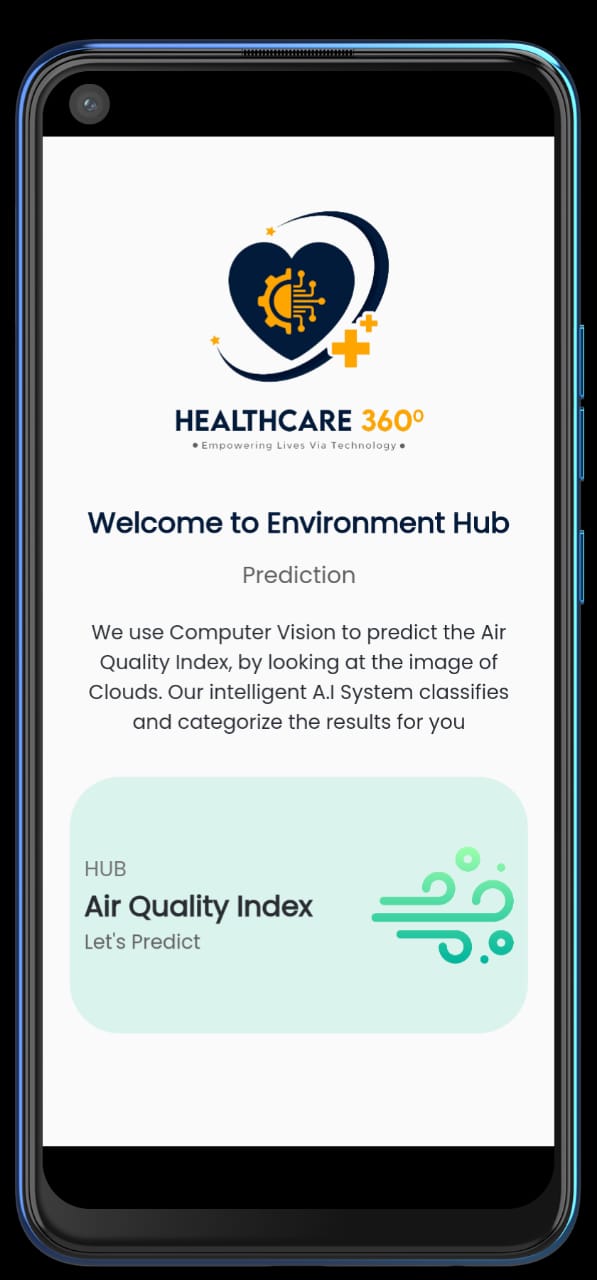 HEALTHCARE 360º
• Empowering Lives Via Technology •
Welcome to Environment Hub
Prediction
We use Computer Vision to predict the Air
Quality Index, by looking at the image of
Clouds. Our intelligent A.I System classifies
and categorize the results for you
HUB
Air Quality Index
Let's Predict